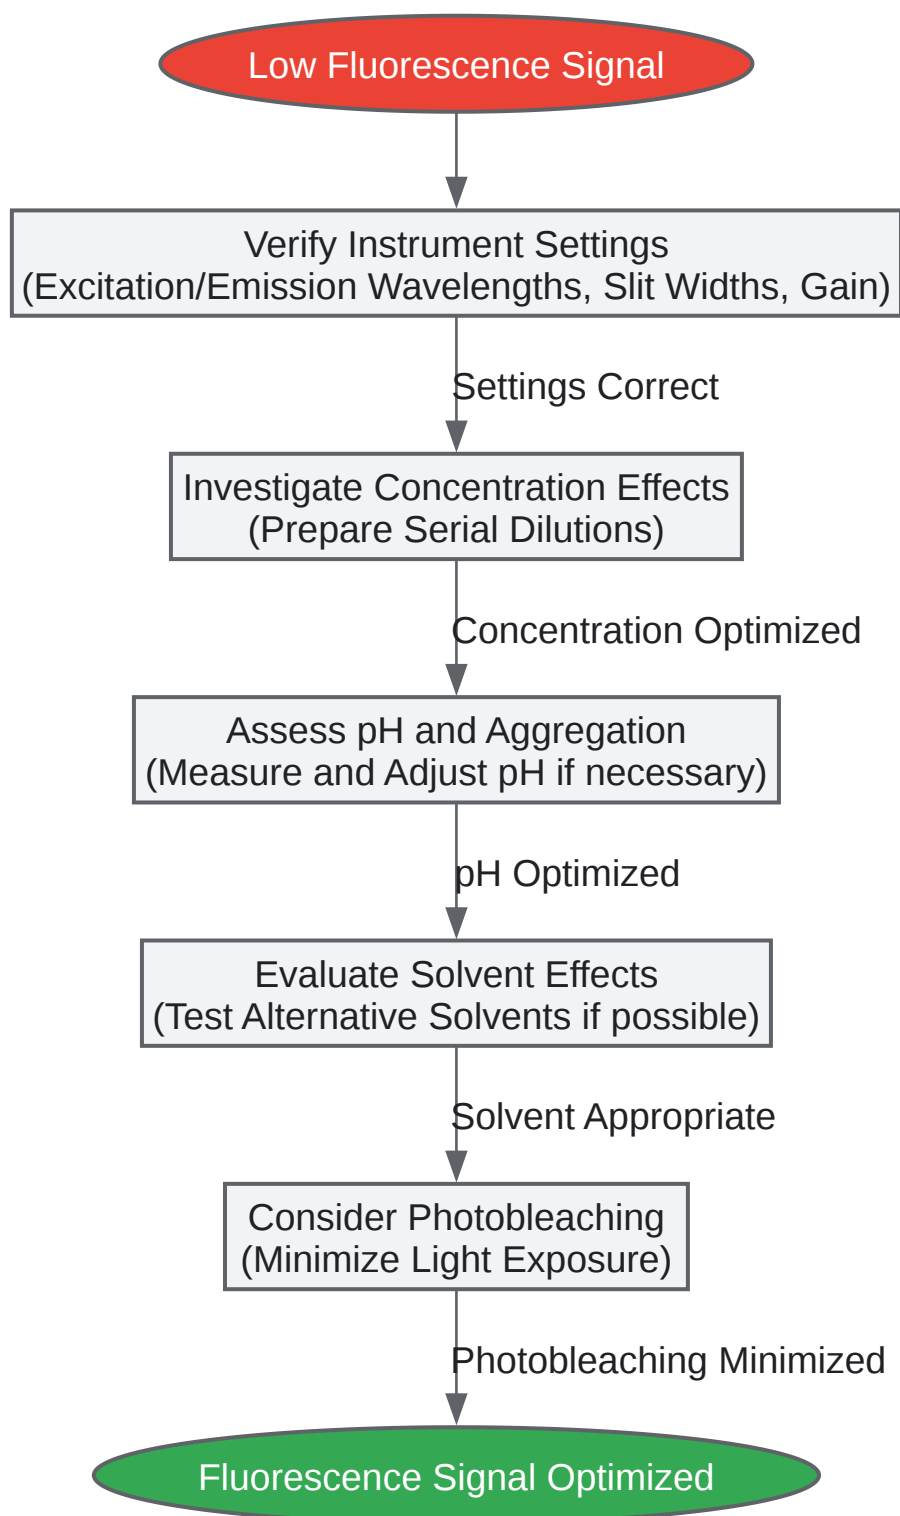 Low Fluorescence Signal
Verify Instrument Settings
(Excitation/Emission Wavelengths, Slit Widths, Gain)
Settings Correct
Investigate Concentration Effects
(Prepare Serial Dilutions)
Concentration Optimized
Assess pH and Aggregation
(Measure and Adjust pH if necessary)
pH Optimized
Evaluate Solvent Effects
(Test Alternative Solvents if possible)
Solvent Appropriate
Consider Photobleaching
(Minimize Light Exposure)
Photobleaching Minimized
Fluorescence Signal Optimized